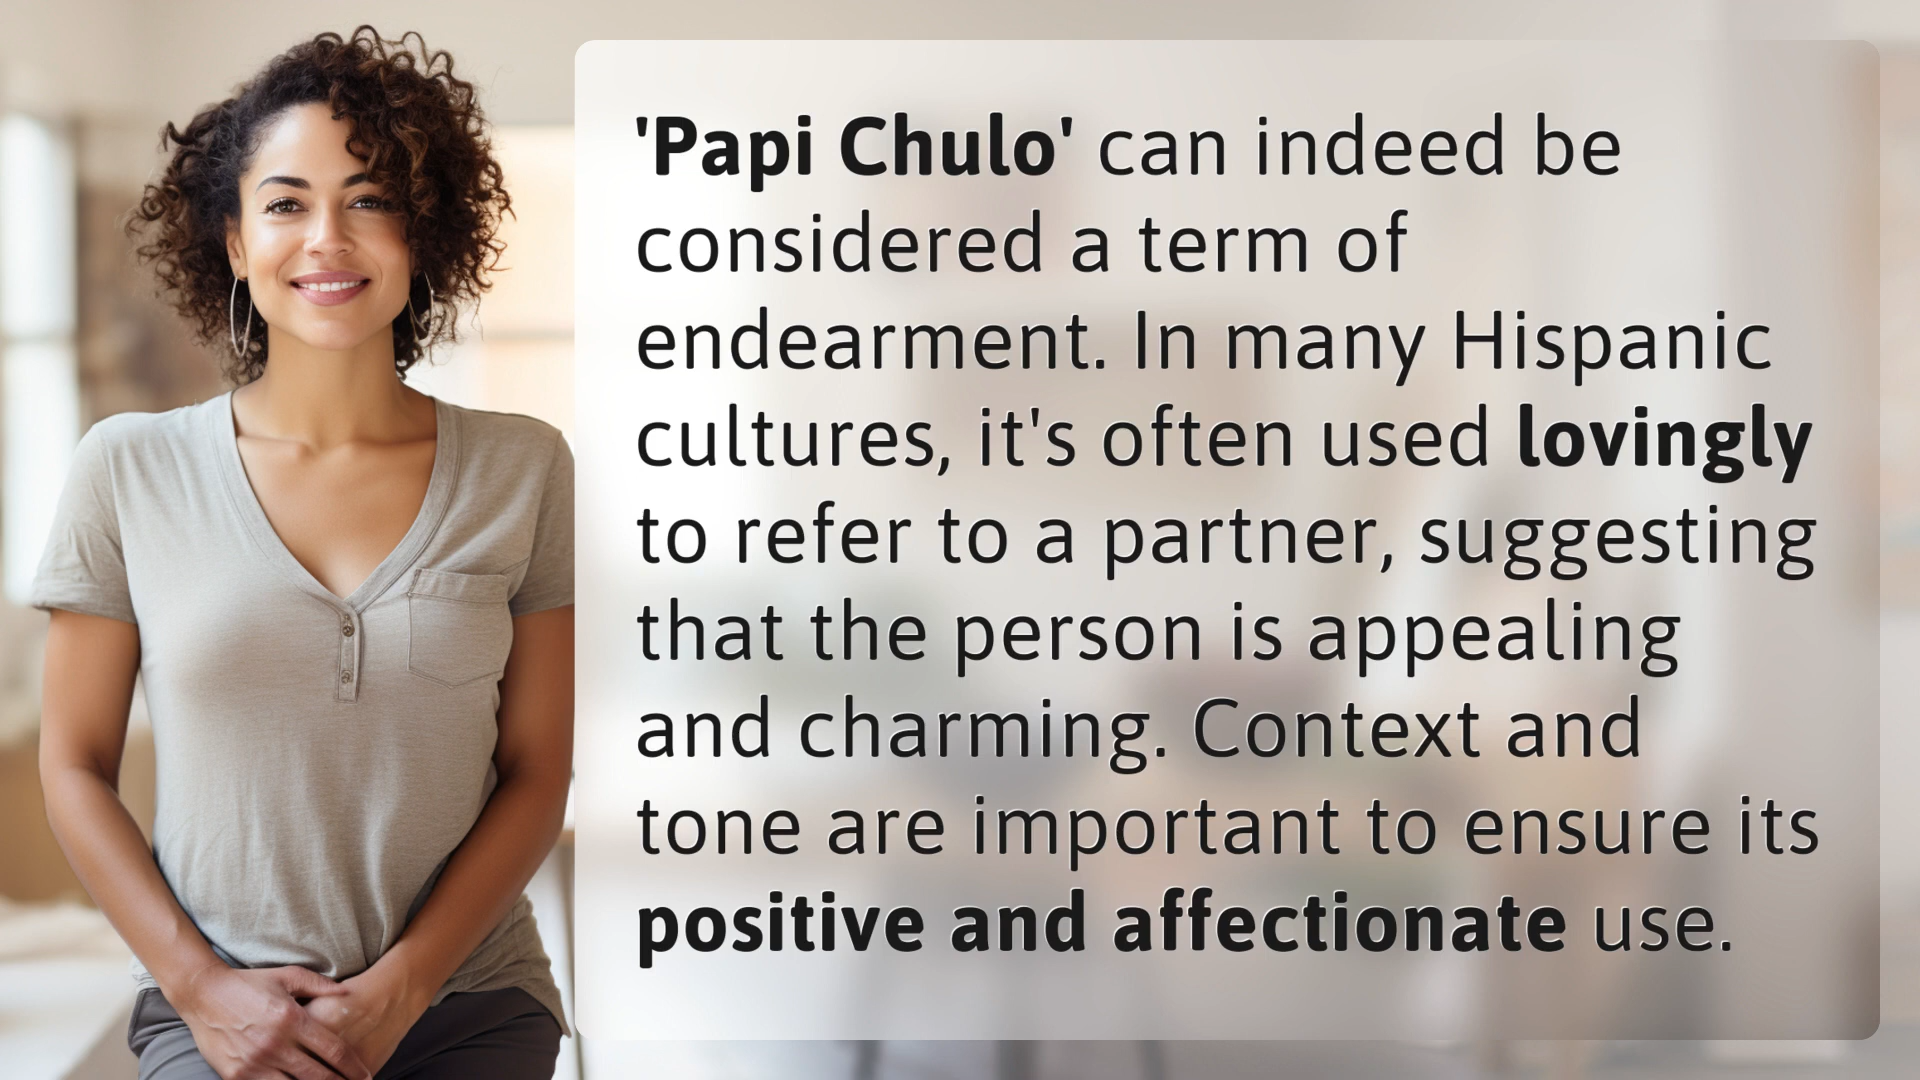 'Papi Chulo' can indeed be
considered a term of
endearment. In many Hispanic
cultures, it's often used lovingly
to refer to a partner, suggesting
that the person is appealing
and charming. Context and
tone are important to ensure its
positive and affectionate use.